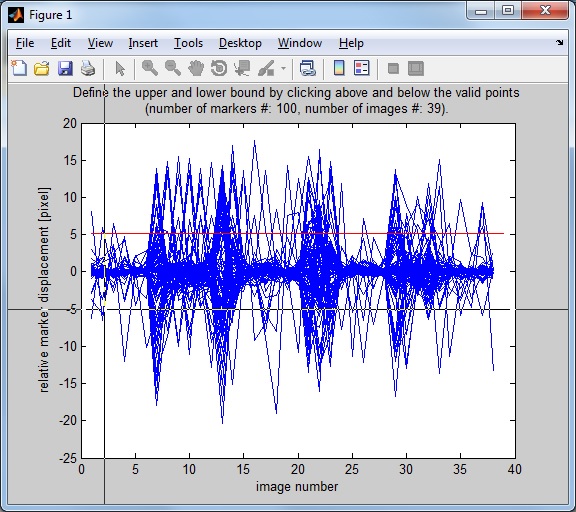 Figure 1
File Edit View Insert Tools Desktop Window Help
Define the upper and lower bound by clicking above and below the valid points
(number of markers #: 100, number of images #: 39).
relative marker displacement [pixel]
20
15
10
5
0
-5
-10
-15
-20
-25
0 5 10 15 20 25 30 35 40
image number